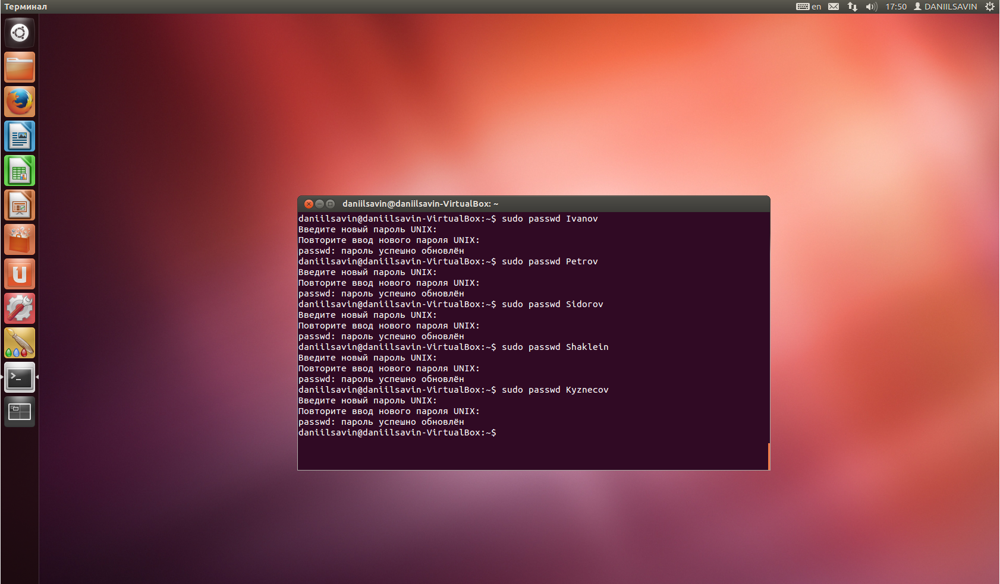 Терминал
en
17:50
DANIILSAVIN
daniilsavin@daniilsavin-VirtualBox: ~
daniilsavin@daniilsavin-VirtualBox:~$ sudo passwd Ivanov
Введите новый пароль UNIX:
Повторите ввод нового пароля UNIX:
passwd: пароль успешно обновлён
daniilsavin@daniilsavin-VirtualBox:~$ sudo passwd Petrov
Введите новый пароль UNIX:
Повторите ввод нового пароля UNIX:
passwd: пароль успешно обновлён
daniilsavin@daniilsavin-VirtualBox:~$ sudo passwd Sidorov
Введите новый пароль UNIX:
Повторите ввод нового пароля UNIX:
passwd: пароль успешно обновлён
daniilsavin@daniilsavin-VirtualBox:~$ sudo passwd Shaklein
Введите новый пароль UNIX:
Повторите ввод нового пароля UNIX:
passwd: пароль успешно обновлён
daniilsavin@daniilsavin-VirtualBox:~$ sudo passwd Kyznecov
Введите новый пароль UNIX:
Повторите ввод нового пароля UNIX:
passwd: пароль успешно обновлён
daniilsavin@daniilsavin-VirtualBox:~$